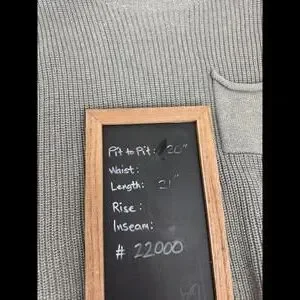 Pit to Pit: 20"
Waist:
Length: 21"
Rise:
Inseam:
# 22000